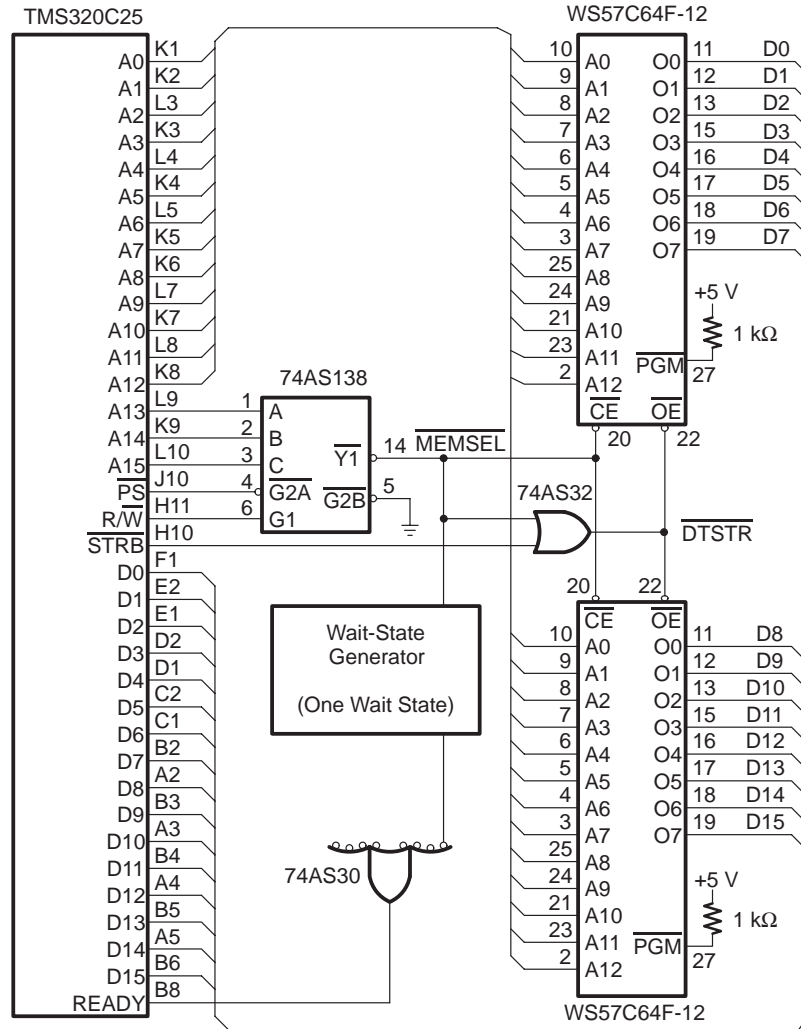 TMS320C25
A0 K1
A1 K2
A2 L3
A3 K3
A4 L4
A5 K4
A6 L5
A7 K5
A8 K6
A9 L7
A10 K7
A11 L8
A12 K8
A13 L9
A14 K9
A15 L10
PS J10
R/W H11
STRB H10
D0 F1
D1 E2
D2 E1
D3 D2
D4 D1
D5 C2
D6 C1
D7 B2
D8 A2
D9 B3
D10 A3
D11 B4
D12 A4
D13 B5
D14 A5
D15 B6
READY B8
74AS138
1 A
2 B
3 C
4 G2A
6 G1
Y1 14
G2B 5
MEMSEL
74AS32
DTSTR
Wait-State
Generator
(One Wait State)
74AS30
WS57C64F-12
10 A0 O0 11 D0
9 A1 O1 12 D1
8 A2 O2 13 D2
7 A3 O3 15 D3
6 A4 O4 16 D4
5 A5 O5 17 D5
4 A6 O6 18 D6
3 A7 O7 19 D7
25 A8
24 A9
21 A10
23 A11
2 A12
+5 V
1 kΩ
PGM 27
CE OE
20 22
20 22
CE OE
10 A0 O0 11 D8
9 A1 O1 12 D9
8 A2 O2 13 D10
7 A3 O3 15 D11
6 A4 O4 16 D12
5 A5 O5 17 D13
4 A6 O6 18 D14
3 A7 O7 19 D15
25 A8
24 A9
21 A10
23 A11
2 A12
+5 V
1 kΩ
PGM 27
WS57C64F-12